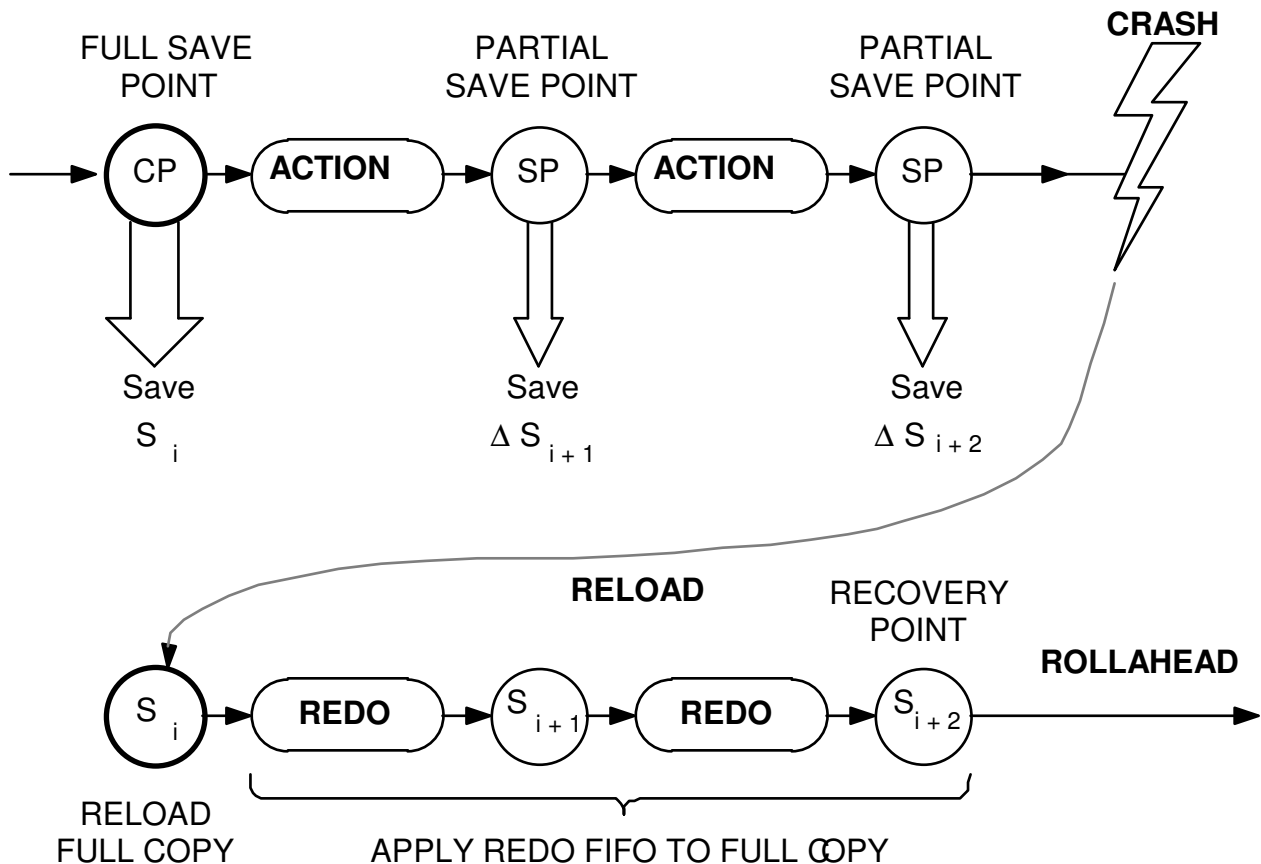 CRASH
FULL SAVE
POINT
PARTIAL
SAVE POINT
PARTIAL
SAVE POINT
CP
ACTION
SP
ACTION
SP
Save
S i
Save
Δ S i + 1
Save
Δ S i + 2
RELOAD
RECOVERY
POINT
ROLLAHEAD
S i
REDO
S i + 1
REDO
S i + 2
RELOAD
FULL COPY
APPLY REDO FIFO TO FULL COPY